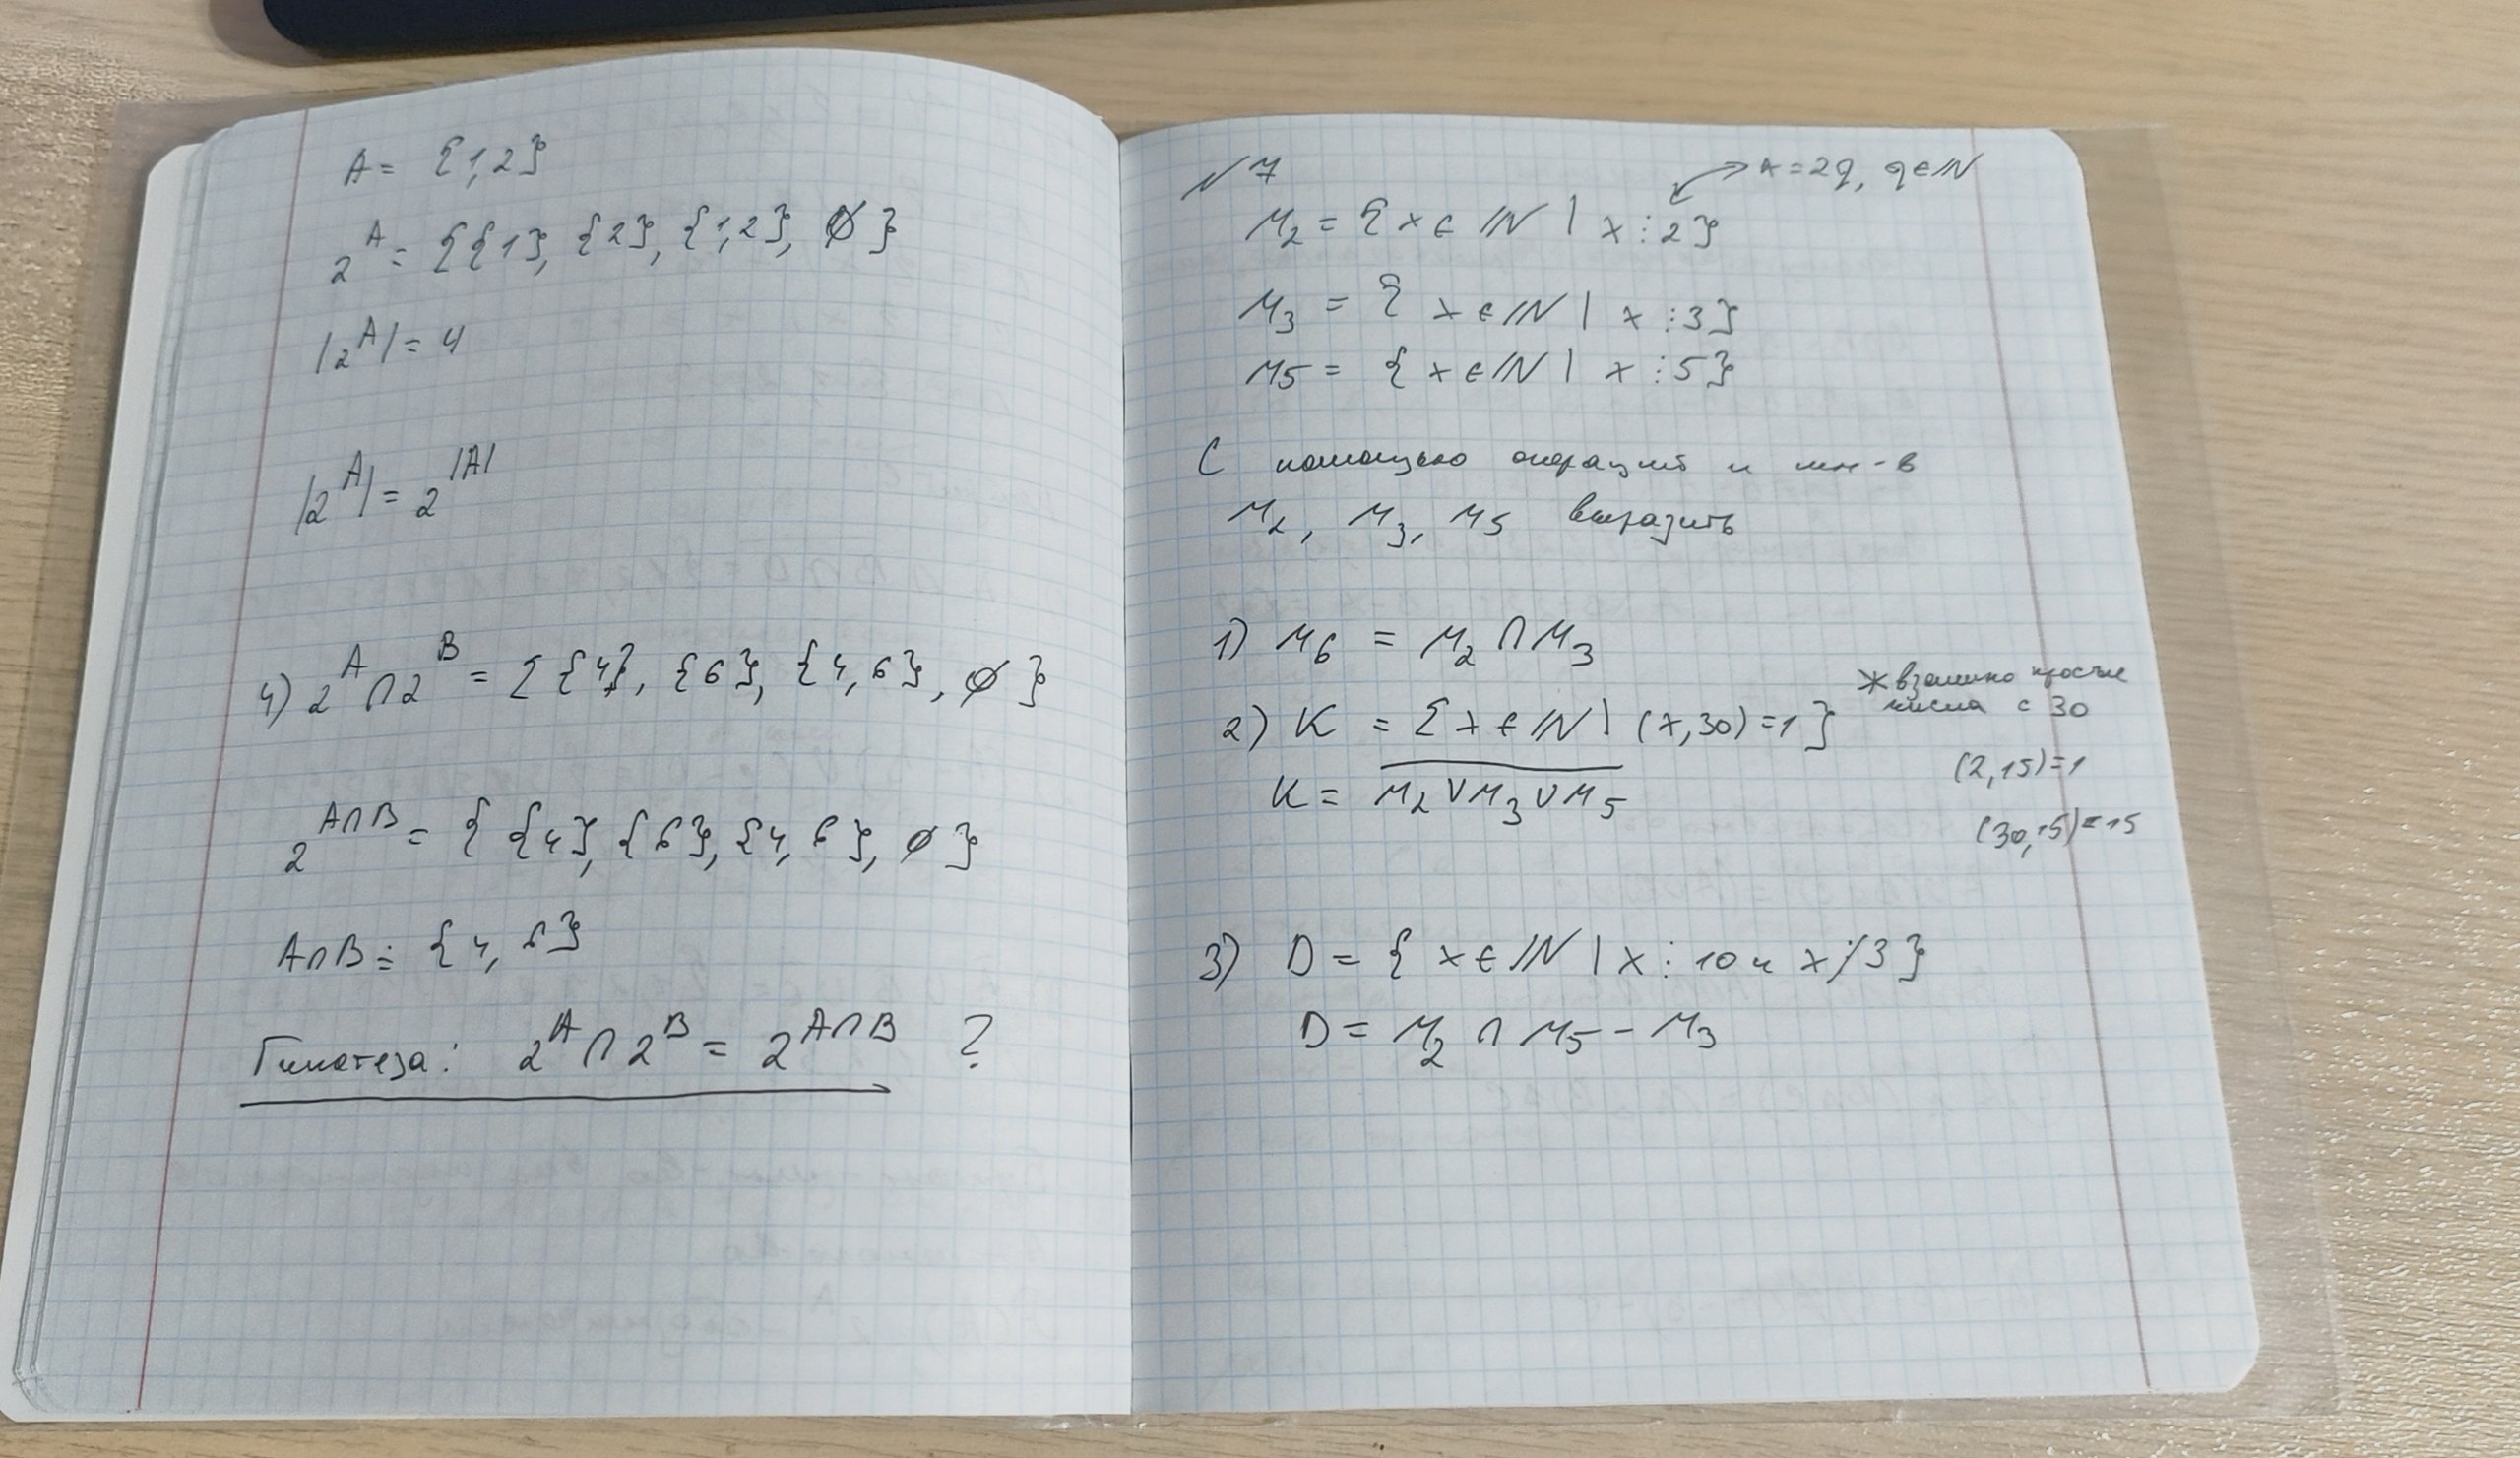 A = {1,2}
2^A = {{1}, {2}, {1,2}, ∅}
|2^A| = 4
|2^A| = 2^|A|
4) 2^A ∩ 2^B = {{4}, {6}, {4,6}, ∅}
2^(A∩B) = {{4}, {6}, {4,6}, ∅}
A∩B = {4, 6}
Гипотеза: 2^A ∩ 2^B = 2^(A∩B) ?
№7
x = 2q, q∈ℕ
M₂ = {x ∈ ℕ | x ⋮ 2}
M₃ = {x ∈ ℕ | x ⋮ 3}
M5 = {x ∈ ℕ | x ⋮ 5}
С помощью операций и мн-в
M₂, M₃, M5 выразить
1) M6 = M₂ ∩ M₃
* взаимно простые
числа с 30
2) K = {x ∈ ℕ | (x,30)=1}
(2,15)=1
K = \overline{M₂ ∪ M₃ ∪ M₅}
(30,15)=15
3) D = {x ∈ ℕ | x ⋮ 10 и x ⋮̸ 3}
D = M₂ ∩ M₅ − M₃